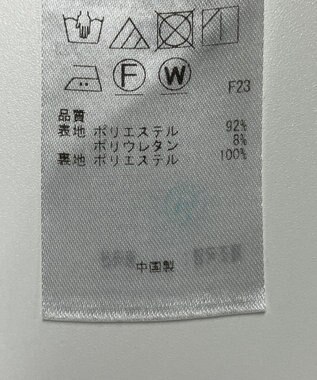 F W
F23
品質
表地 ポリエステル 92%
ポリウレタン 8%
裏地 ポリエステル 100%
中国製